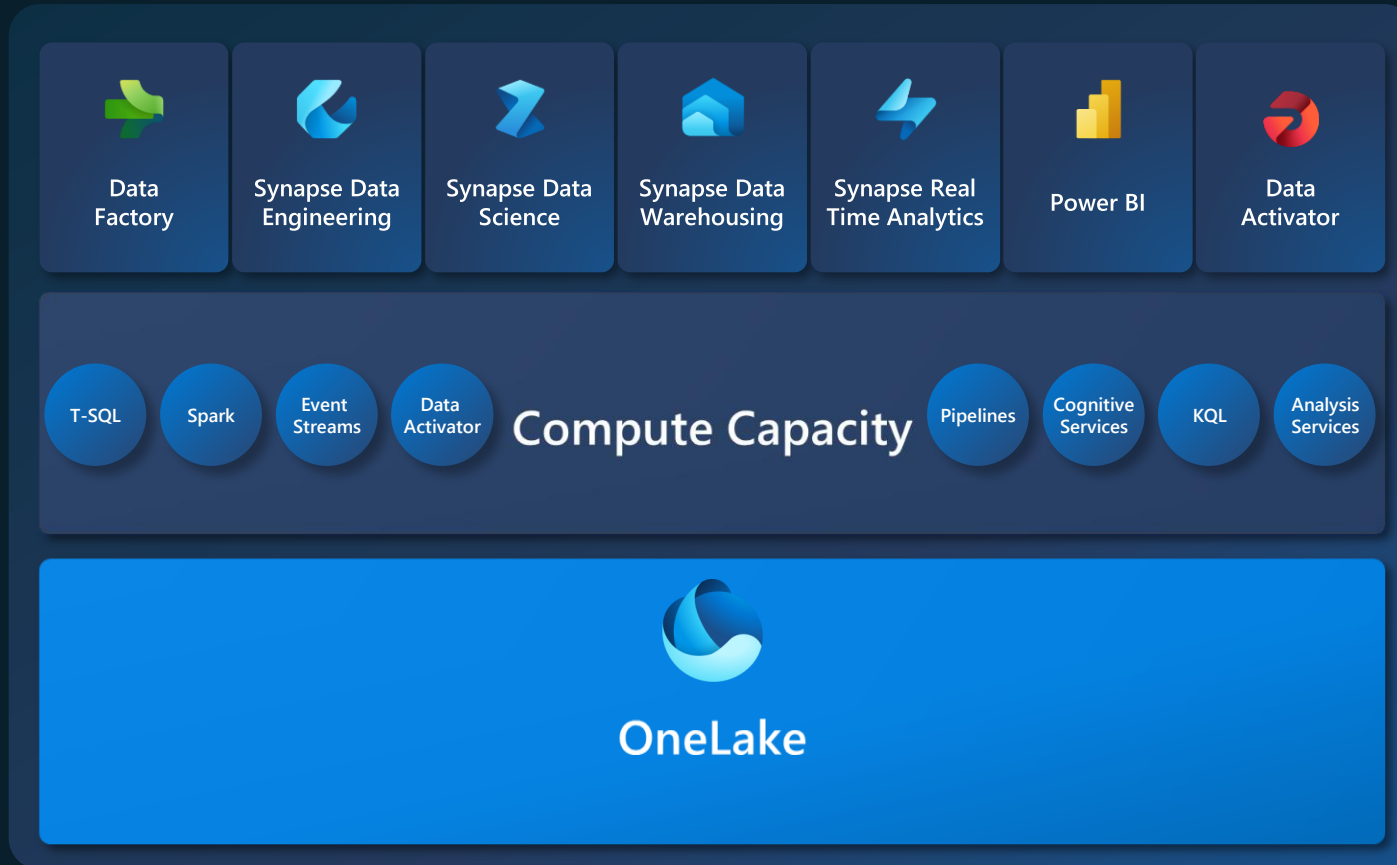 Data
Factory
Synapse Data
Engineering
Synapse Data
Science
Synapse Data
Warehousing
Synapse Real
Time Analytics
Power BI
Data
Activator
T-SQL
Spark
Event
Streams
Data
Activator
Compute Capacity
Pipelines
Cognitive
Services
KQL
Analysis
Services
OneLake